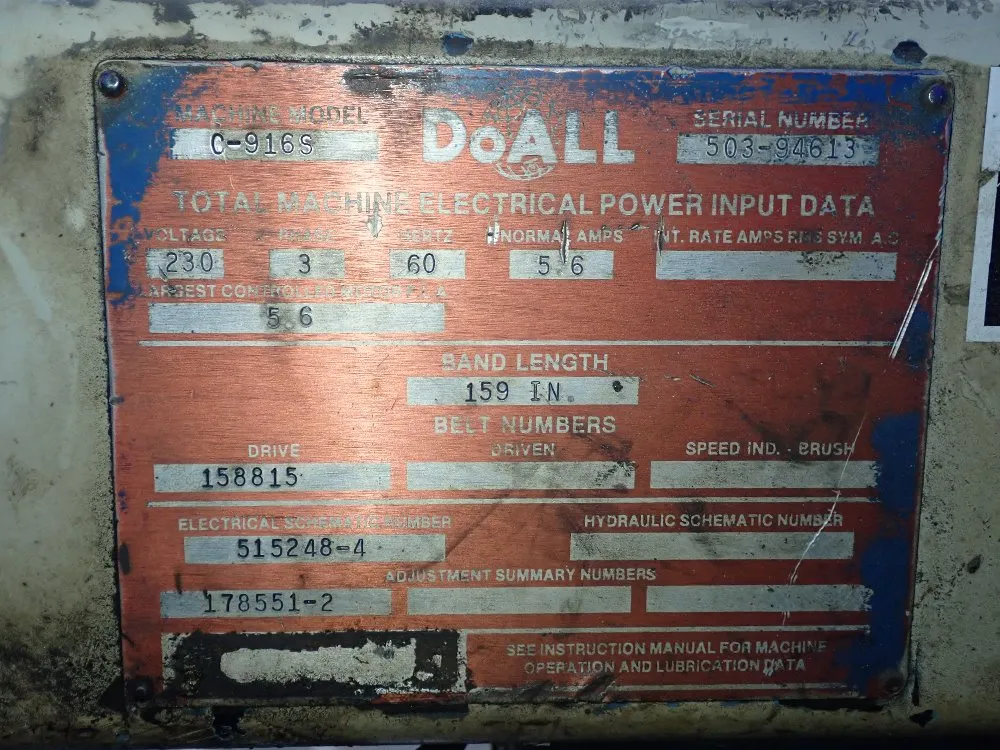 MACHINE MODEL
C-916S
DoALL
SERIAL NUMBER
503-94613
TOTAL MACHINE ELECTRICAL POWER INPUT DATA
VOLTAGE PHASE HERTZ NORMAL AMPS INT. RATE AMPS RMS SYM. A.C.
230 3 60 5.6
LARGEST CONTROLLED MOTOR F.L.A.
5.6
BAND LENGTH
159 IN.
BELT NUMBERS
DRIVE DRIVEN SPEED IND. - BRUSH
158815
ELECTRICAL SCHEMATIC NUMBER HYDRAULIC SCHEMATIC NUMBER
515248-4
ADJUSTMENT SUMMARY NUMBERS
178551-2
SEE INSTRUCTION MANUAL FOR MACHINE
OPERATION AND LUBRICATION DATA